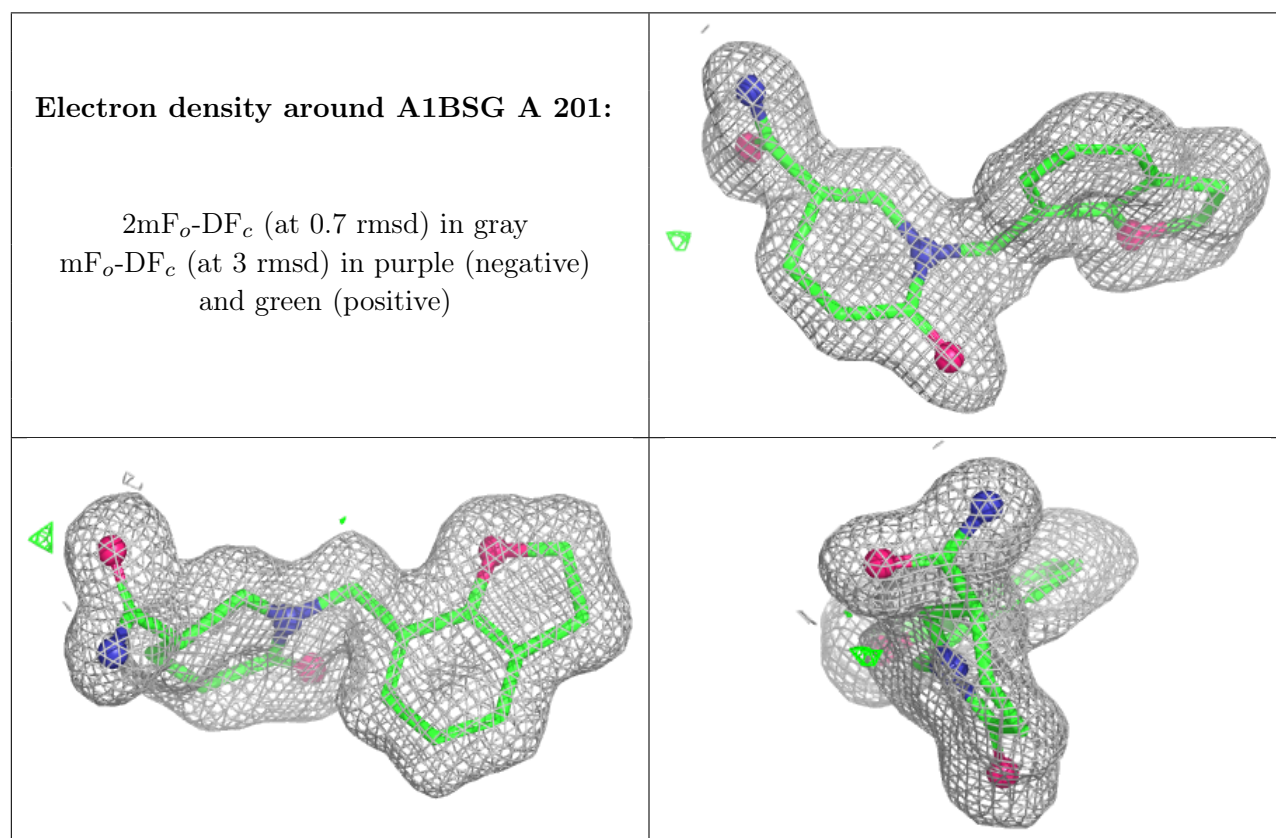 Electron density around A1BSG A 201:
2mFo-DFc (at 0.7 rmsd) in gray
mFo-DFc (at 3 rmsd) in purple (negative)
and green (positive)